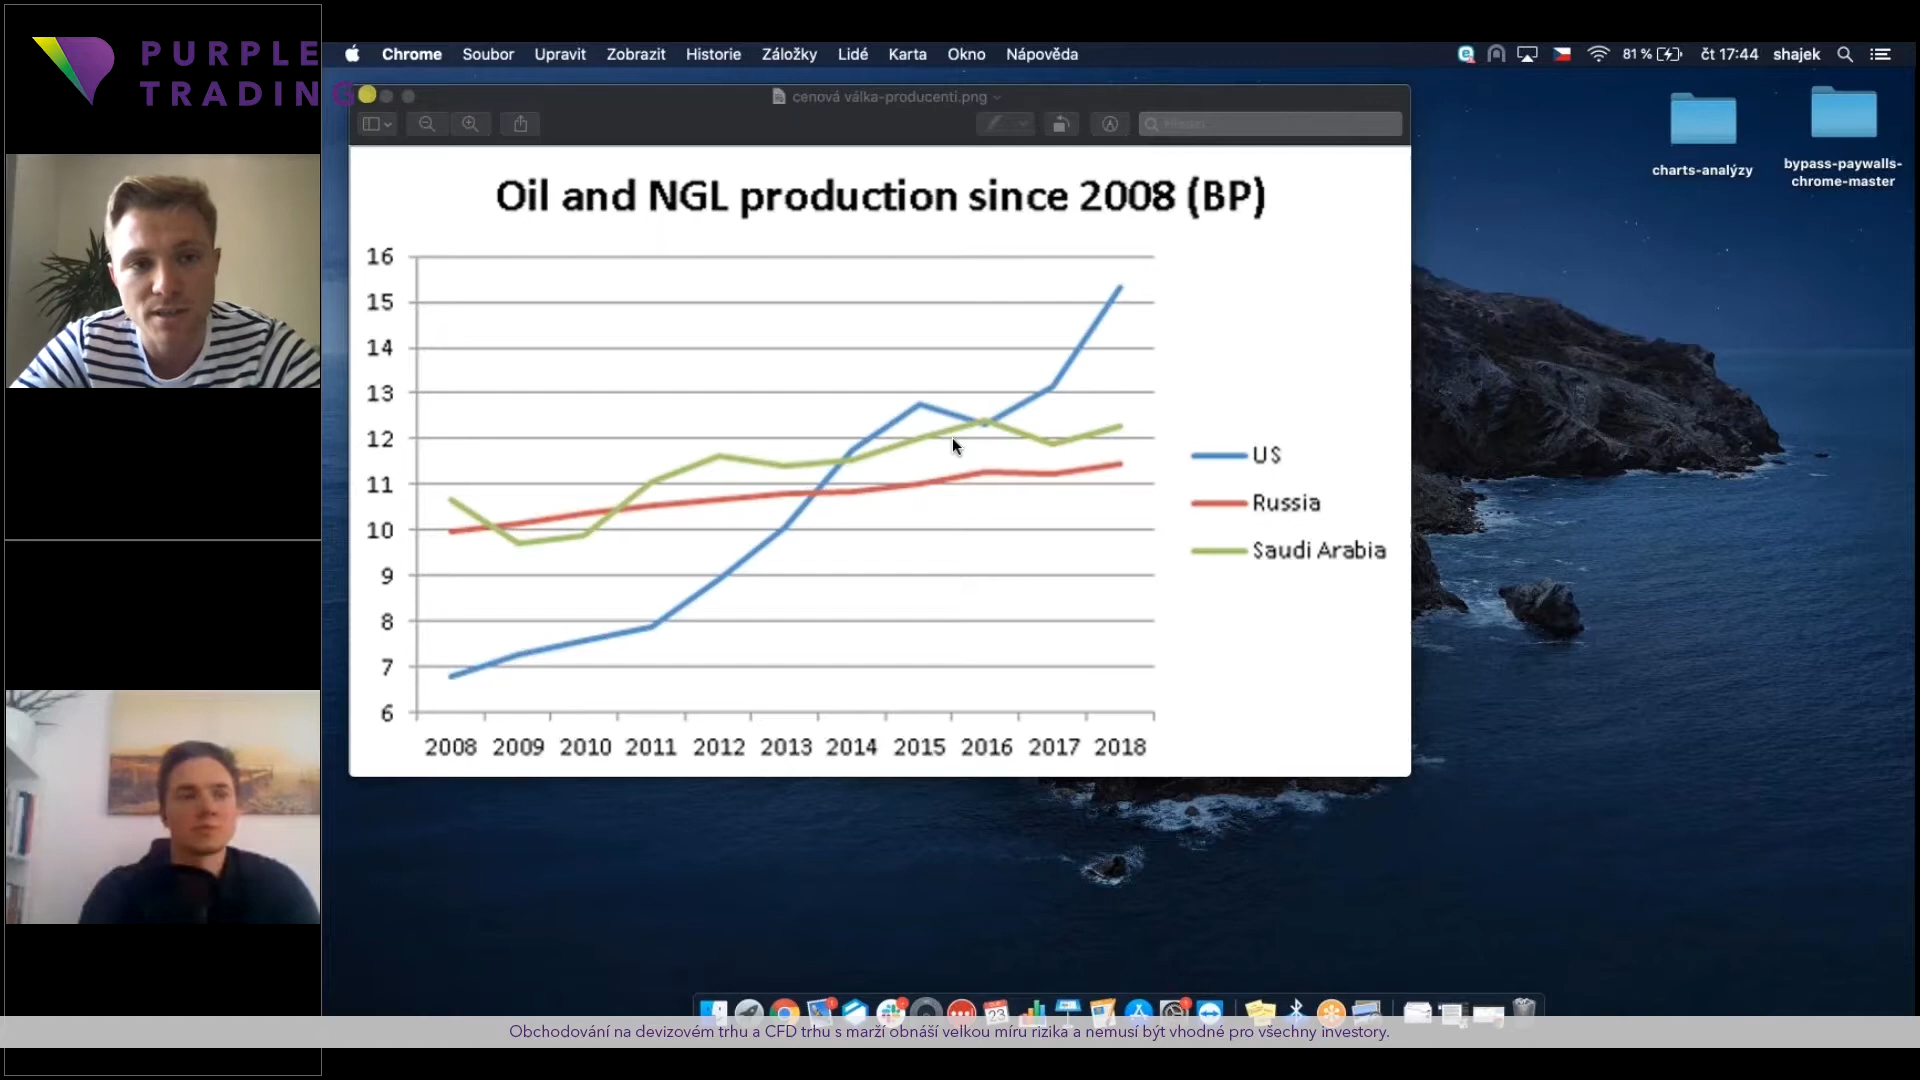 PURPLE
TRADING
Chrome Soubor Upravit Zobrazit Historie Záložky Lidé Karta Okno Nápověda
81 % čt 17:44 shajek
cenová válka-producenti.png
charts-analýzy
bypass-paywalls-
chrome-master
Oil and NGL production since 2008 (BP)
16
15
14
13
12
11
10
9
8
7
6
2008 2009 2010 2011 2012 2013 2014 2015 2016 2017 2018
US
Russia
Saudi Arabia
23
Obchodování na devizovém trhu a CFD trhu s marží obnáší velkou míru rizika a nemusí být vhodné pro všechny investory.